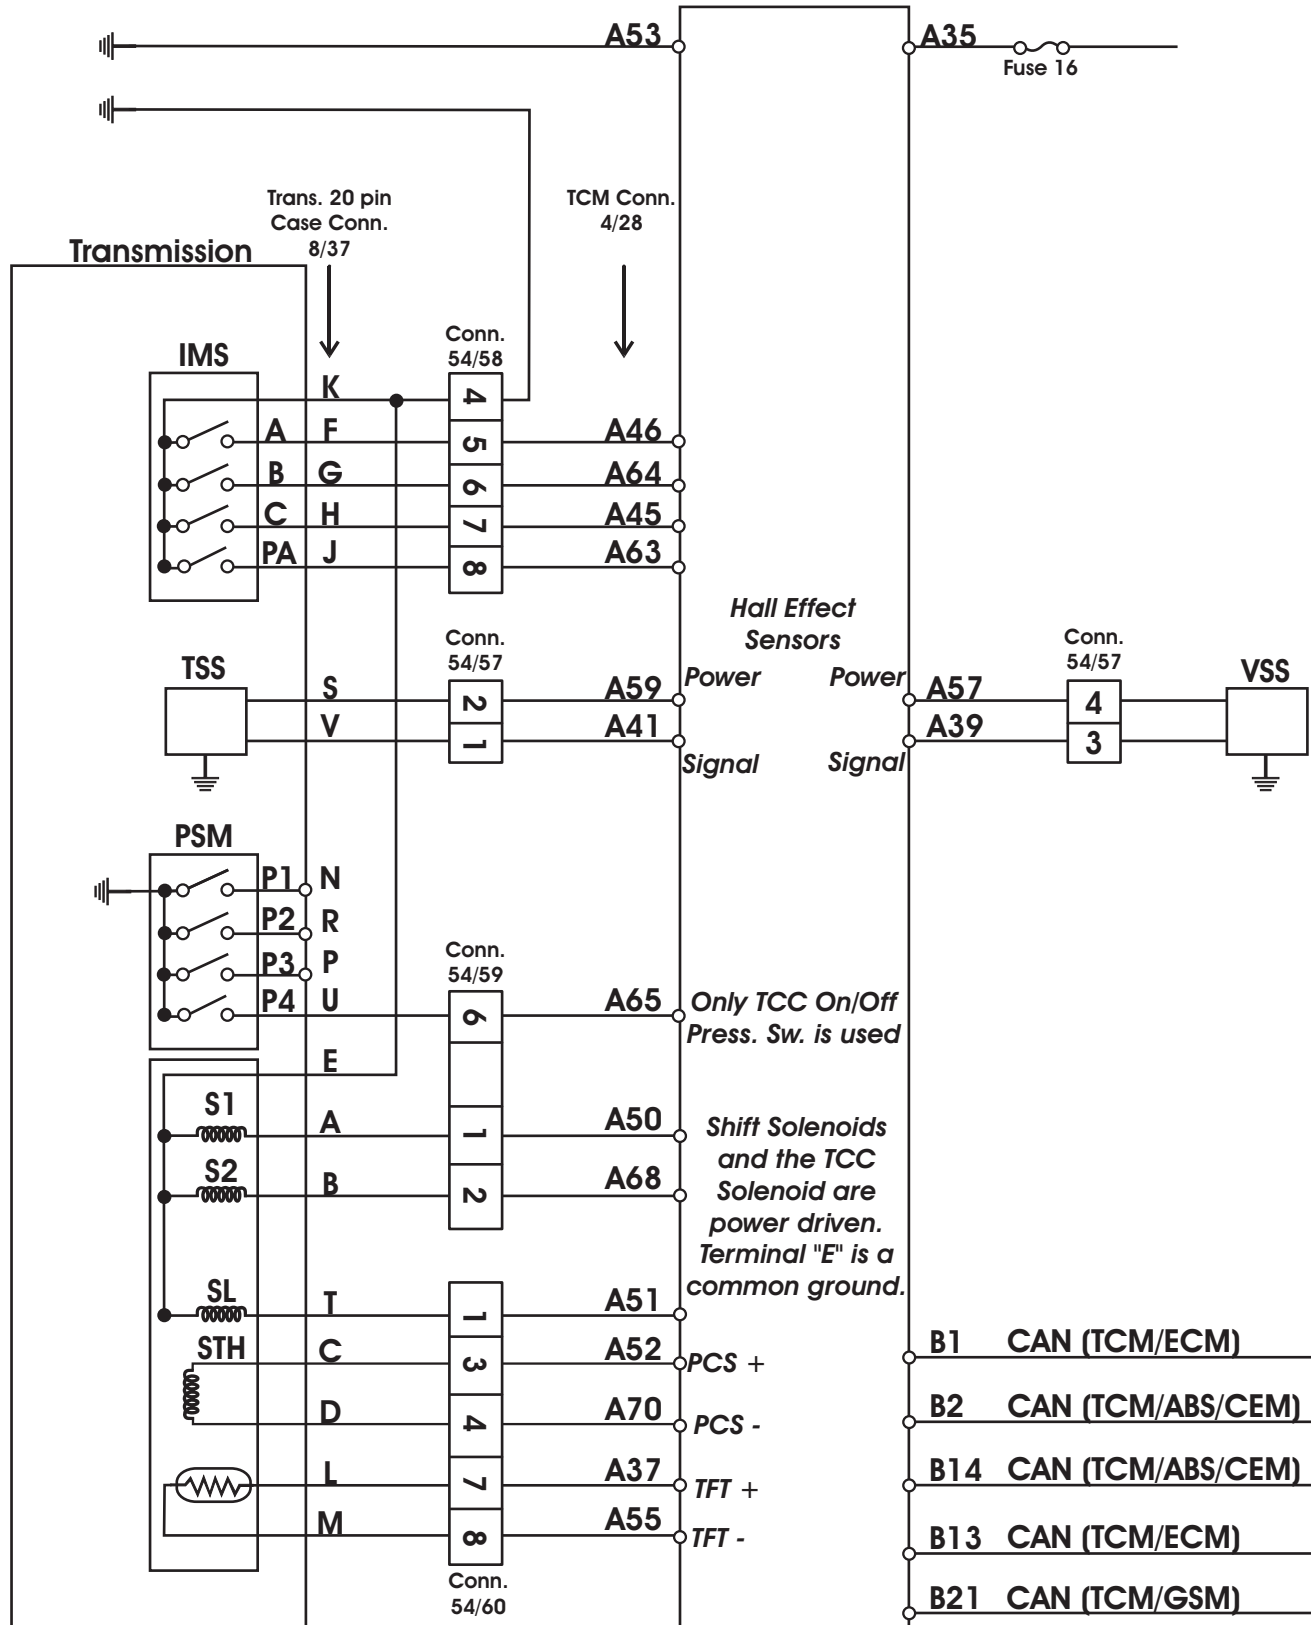 A53
A35
Fuse 16
Trans. 20 pin
Case Conn.
8/37
TCM Conn.
4/28
Transmission
IMS
Conn.
54/58
K
4
A F 5 A46
B G 6 A64
C H 7 A45
PA J 8 A63
Hall Effect
Sensors
TSS
Conn.
54/57
Conn.
54/57
VSS
S 2 A59 Power
Power A57 4
V 1 A41 Signal
Signal A39 3
PSM
P1 N
P2 R
P3 P
Conn.
54/59
P4 U 6 A65
Only TCC On/Off
Press. Sw. is used
E
S1
A 1 A50
S2
B 2 A68
Shift Solenoids
and the TCC
Solenoid are
power driven.
Terminal "E" is a
common ground.
SL
T 1 A51
STH
C 3 A52 PCS +
D 4 A70 PCS -
L 7 A37 TFT +
M 8 A55 TFT -
Conn.
54/60
B1 CAN (TCM/ECM)
B2 CAN (TCM/ABS/CEM)
B14 CAN (TCM/ABS/CEM)
B13 CAN (TCM/ECM)
B21 CAN (TCM/GSM)